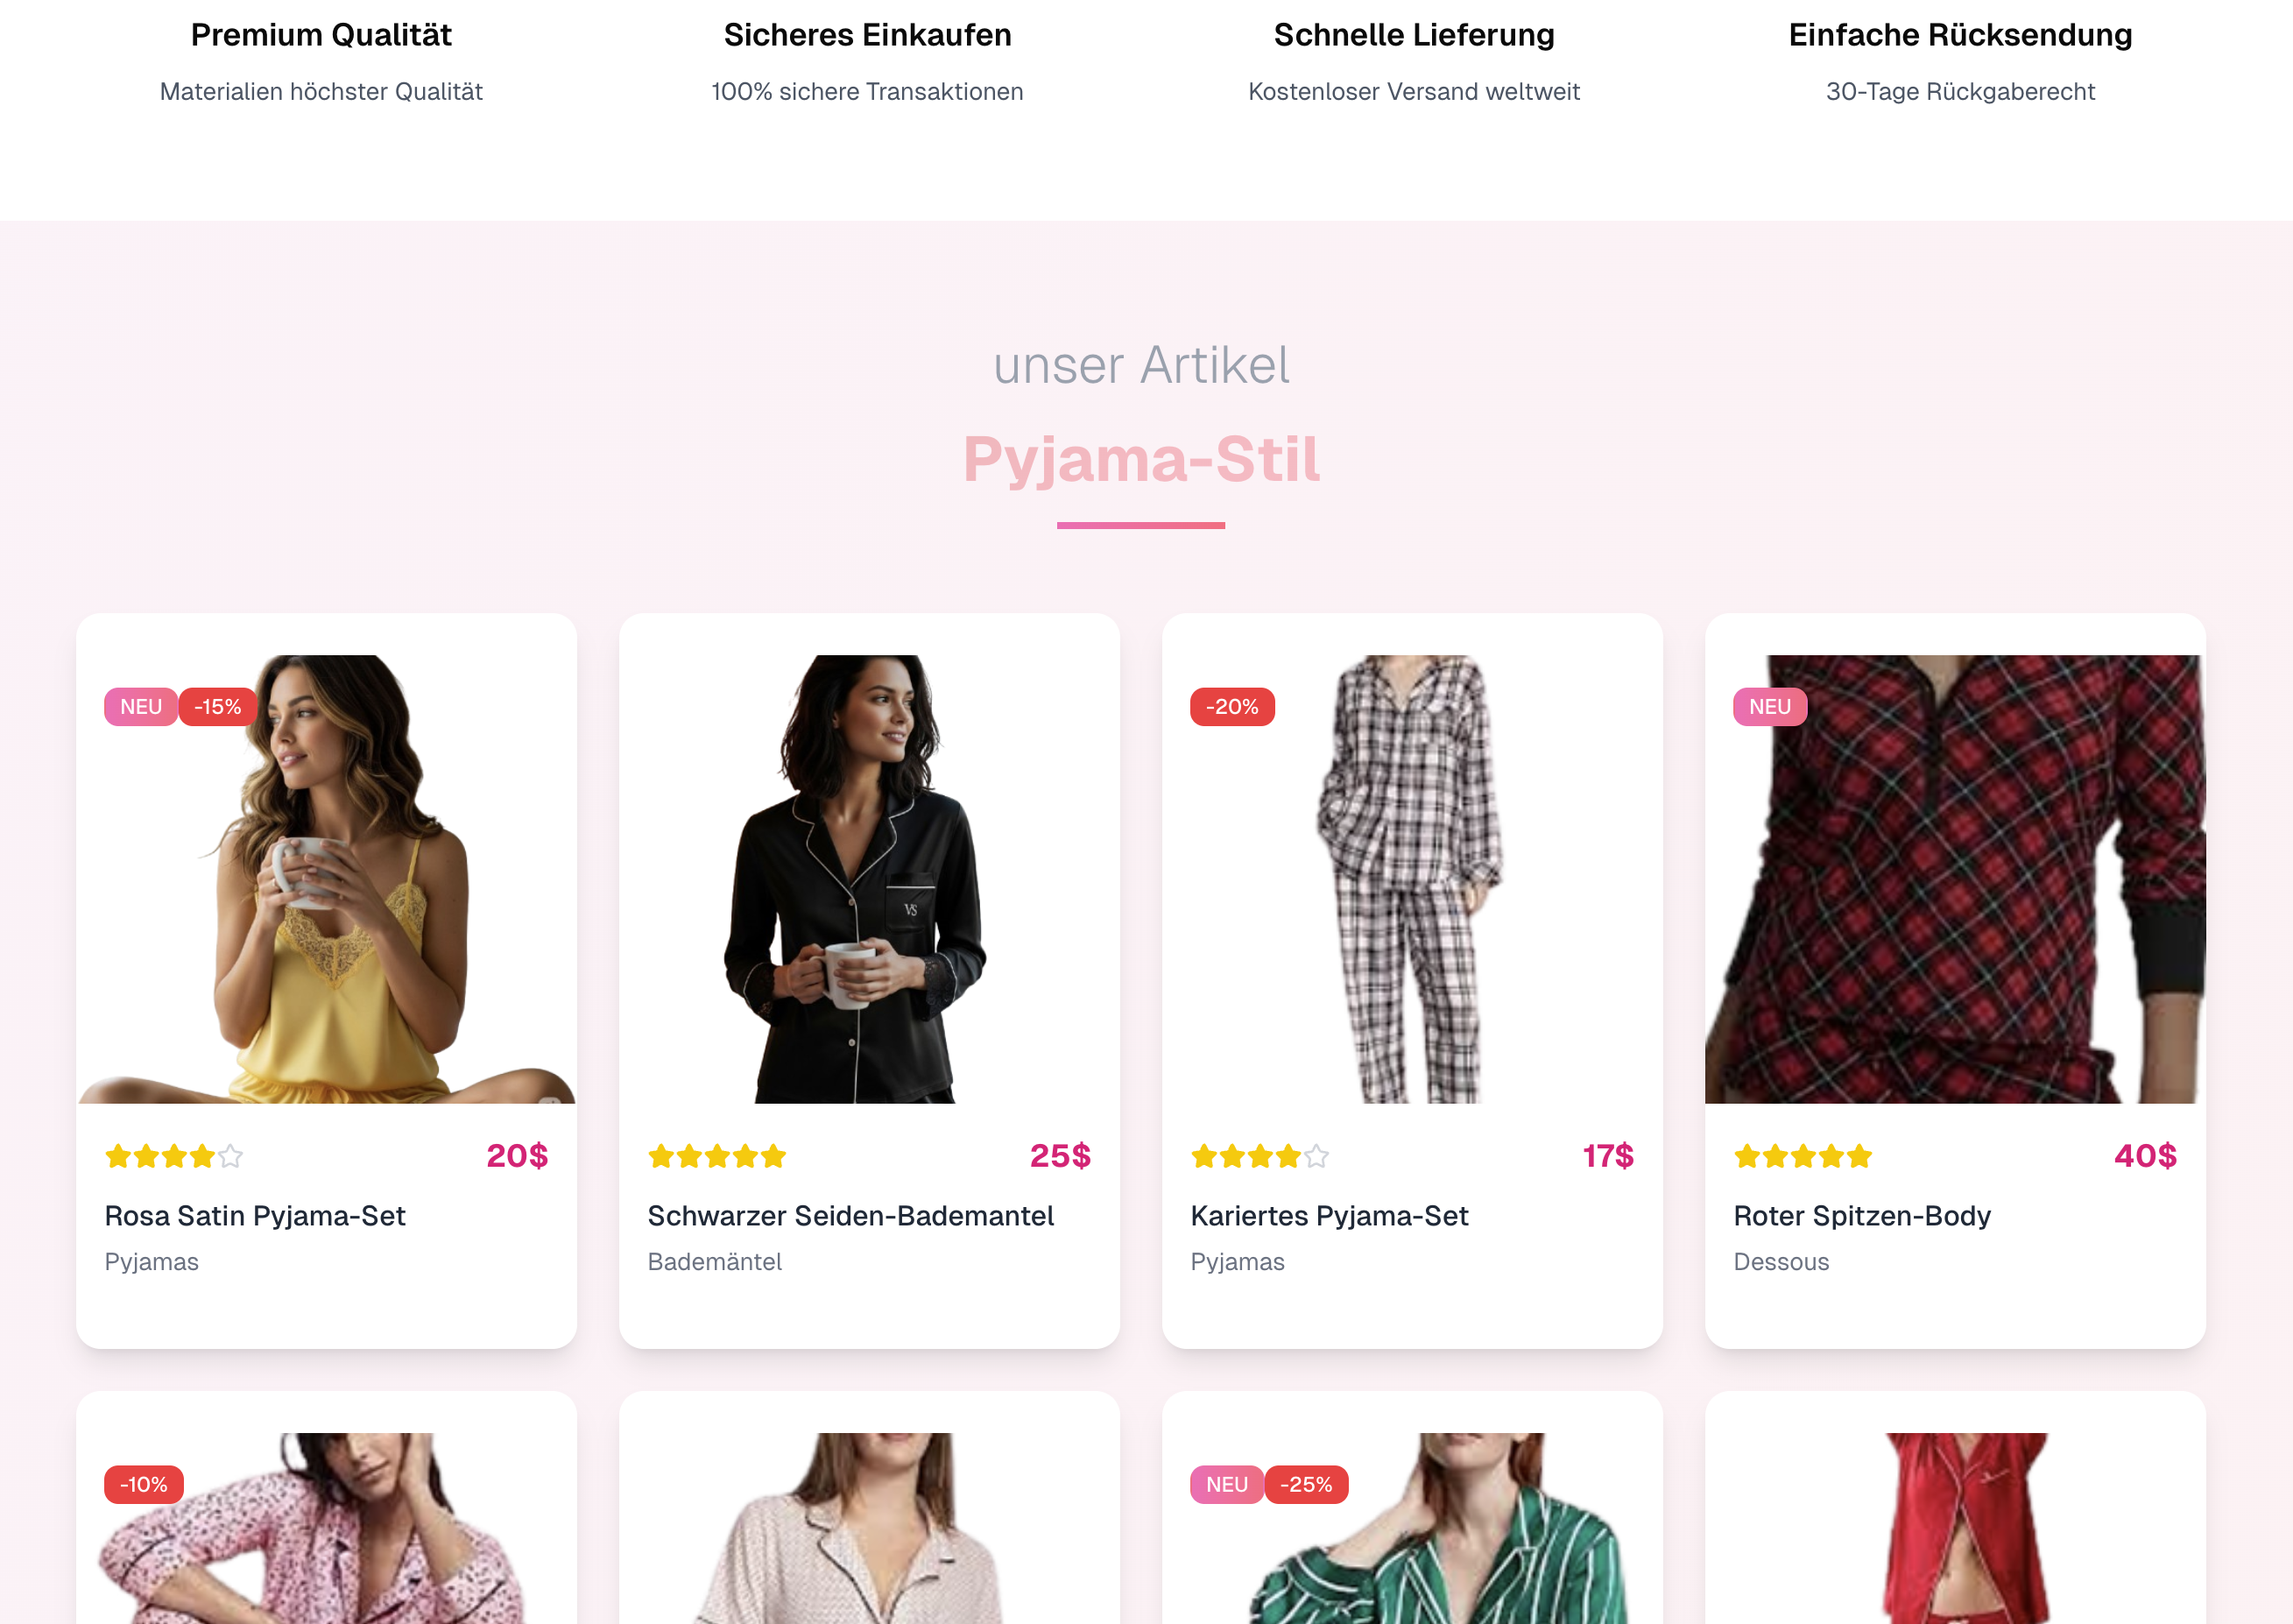 Premium Qualität
Materialien höchster Qualität
Sicheres Einkaufen
100% sichere Transaktionen
Schnelle Lieferung
Kostenloser Versand weltweit
Einfache Rücksendung
30-Tage Rückgaberecht
unser Artikel
Pyjama-Stil
NEU
-15%
20$
Rosa Satin Pyjama-Set
Pyjamas
VS
25$
Schwarzer Seiden-Bademantel
Bademäntel
-20%
17$
Kariertes Pyjama-Set
Pyjamas
NEU
40$
Roter Spitzen-Body
Dessous
-10%
NEU
-25%